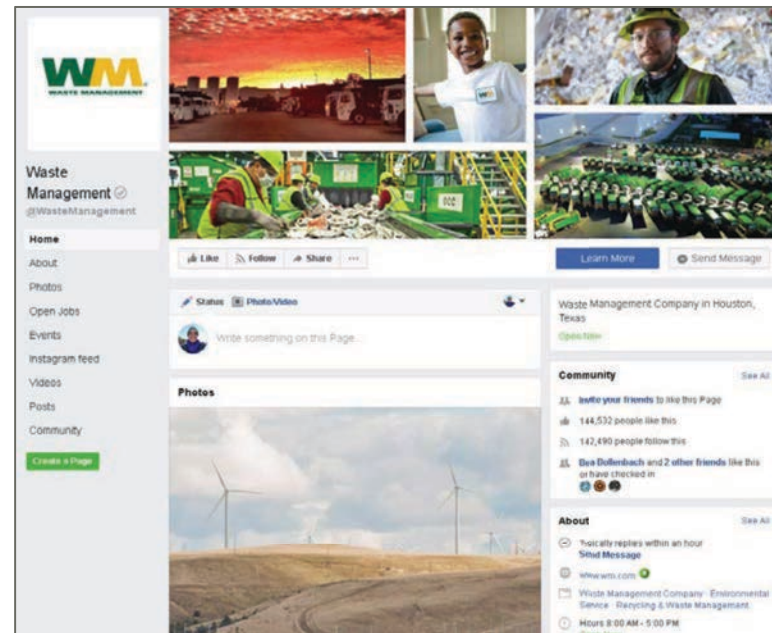 WM
WASTE MANAGEMENT
Waste
Management
@WasteManagement
Home
About
Photos
Open Jobs
Events
Instagram feed
Videos
Posts
Community
Create a Page
Like Follow Share ...
Learn More
Send Message
Status Photo/Video
Write something on this Page...
Photos
Waste Management Company in Houston,
Texas
Open Now
Community See All
Invite your friends to like this Page
144,532 people like this
142,490 people follow this
Bea Dollenbach and 2 other friends like this
or have checked in
About See All
Typically replies within an hour
Send Message
www.wm.com
Waste Management Company · Environmental
Service · Recycling & Waste Management
Hours 8:00 AM - 5:00 PM